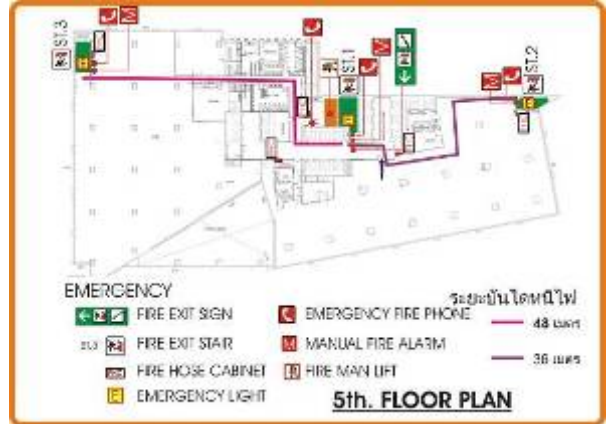 ST.3
ST.1
ST.2
EMERGENCY
FIRE EXIT SIGN
ST.3 FIRE EXIT STAIR
FIRE HOSE CABINET
E EMERGENCY LIGHT
EMERGENCY FIRE PHONE
M MANUAL FIRE ALARM
FIRE MAN LIFT
ระยะบันไดหนีไฟ
48 เมตร
36 เมตร
5th. FLOOR PLAN